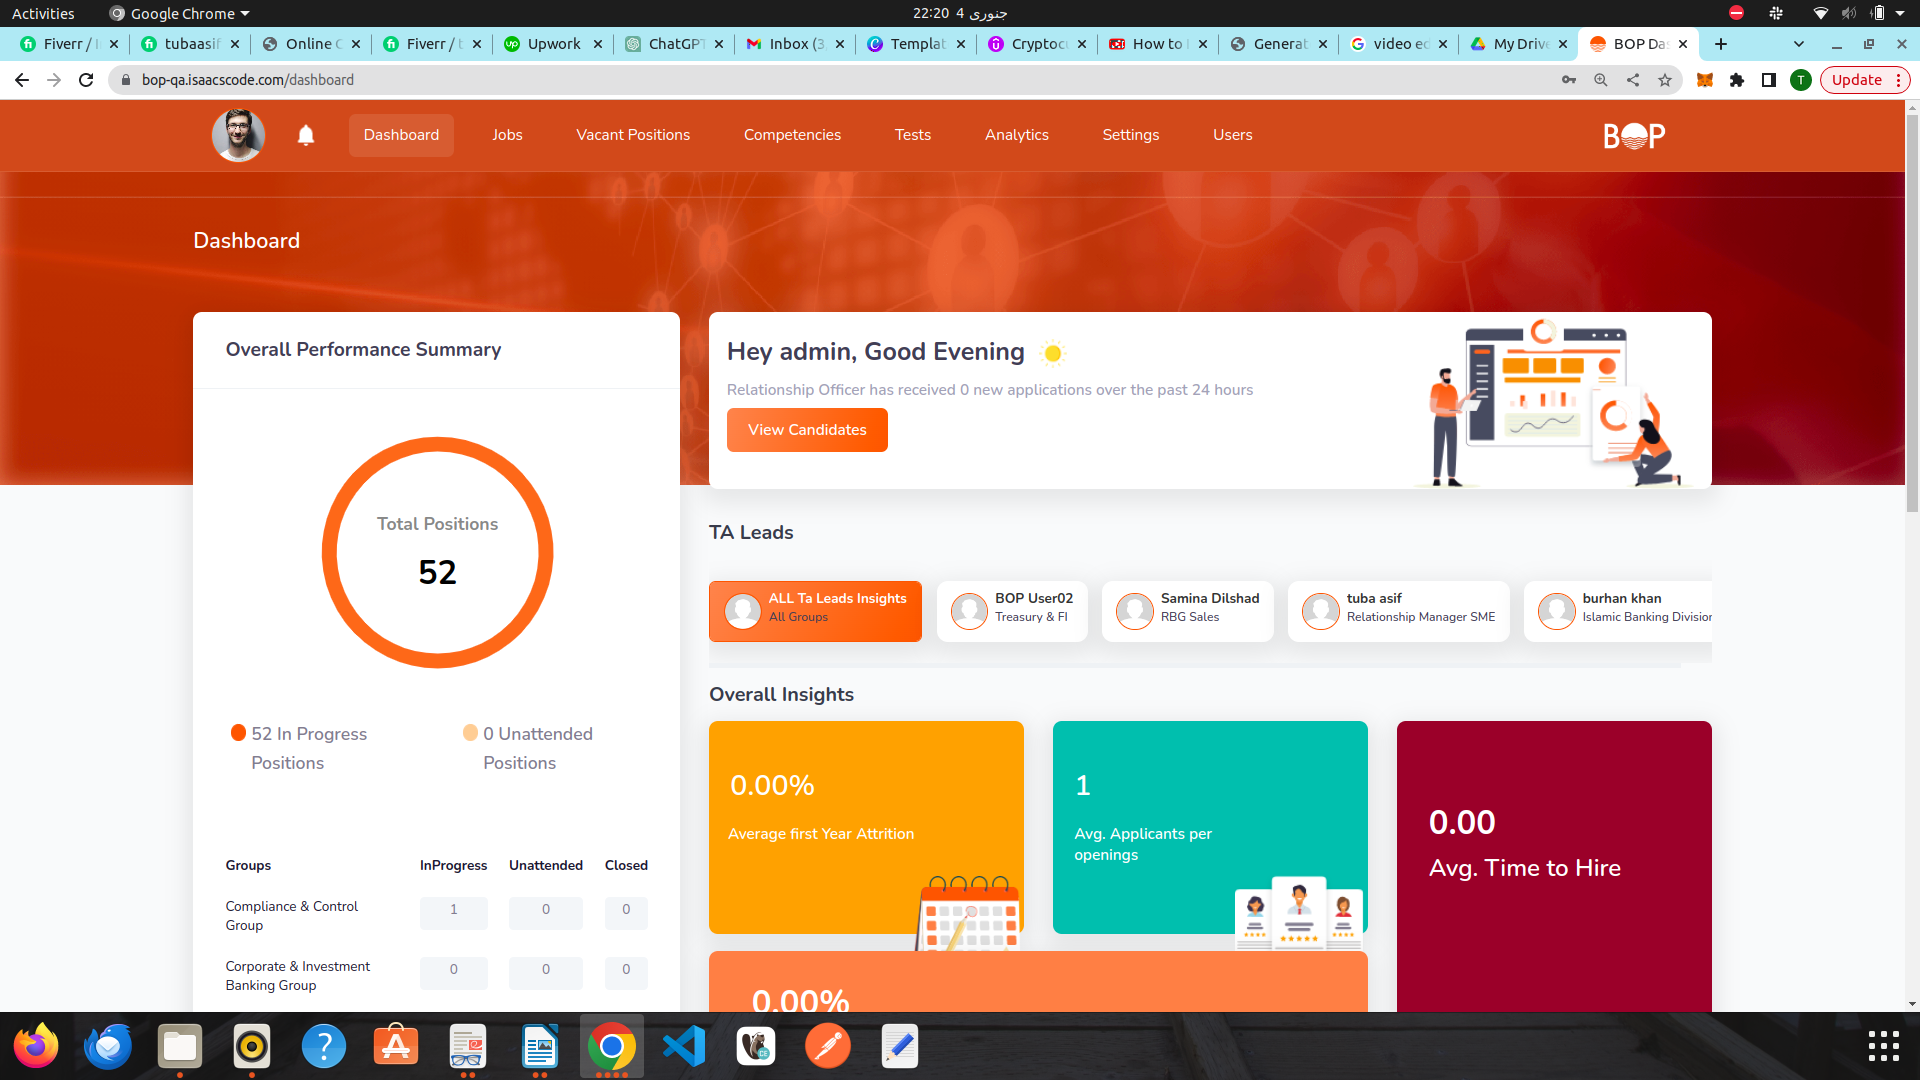 Activities
Google Chrome
22:20 4 جنوری
Fiverr /
tubaasif
Online
Fiverr /
Upwork
ChatGPT
Inbox (3
Templat
Cryptoc
How to
Generat
video ed
My Drive
BOP Da
bop-qa.isaacscode.com/dashboard
T
Update
Dashboard
Jobs
Vacant Positions
Competencies
Tests
Analytics
Settings
Users
BOP
Dashboard
Overall Performance Summary
Total Positions
52
52 In Progress
Positions
0 Unattended
Positions
Groups InProgress Unattended Closed
Compliance & Control
Group
1 0 0
Corporate & Investment
Banking Group
0 0 0
Hey admin, Good Evening
Relationship Officer has received 0 new applications over the past 24 hours
View Candidates
TA Leads
ALL Ta Leads Insights
All Groups
BOP User02
Treasury & FI
Samina Dilshad
RBG Sales
tuba asif
Relationship Manager SME
burhan khan
Islamic Banking Division
Overall Insights
0.00%
Average first Year Attrition
1
Avg. Applicants per
openings
0.00
Avg. Time to Hire
0.00%